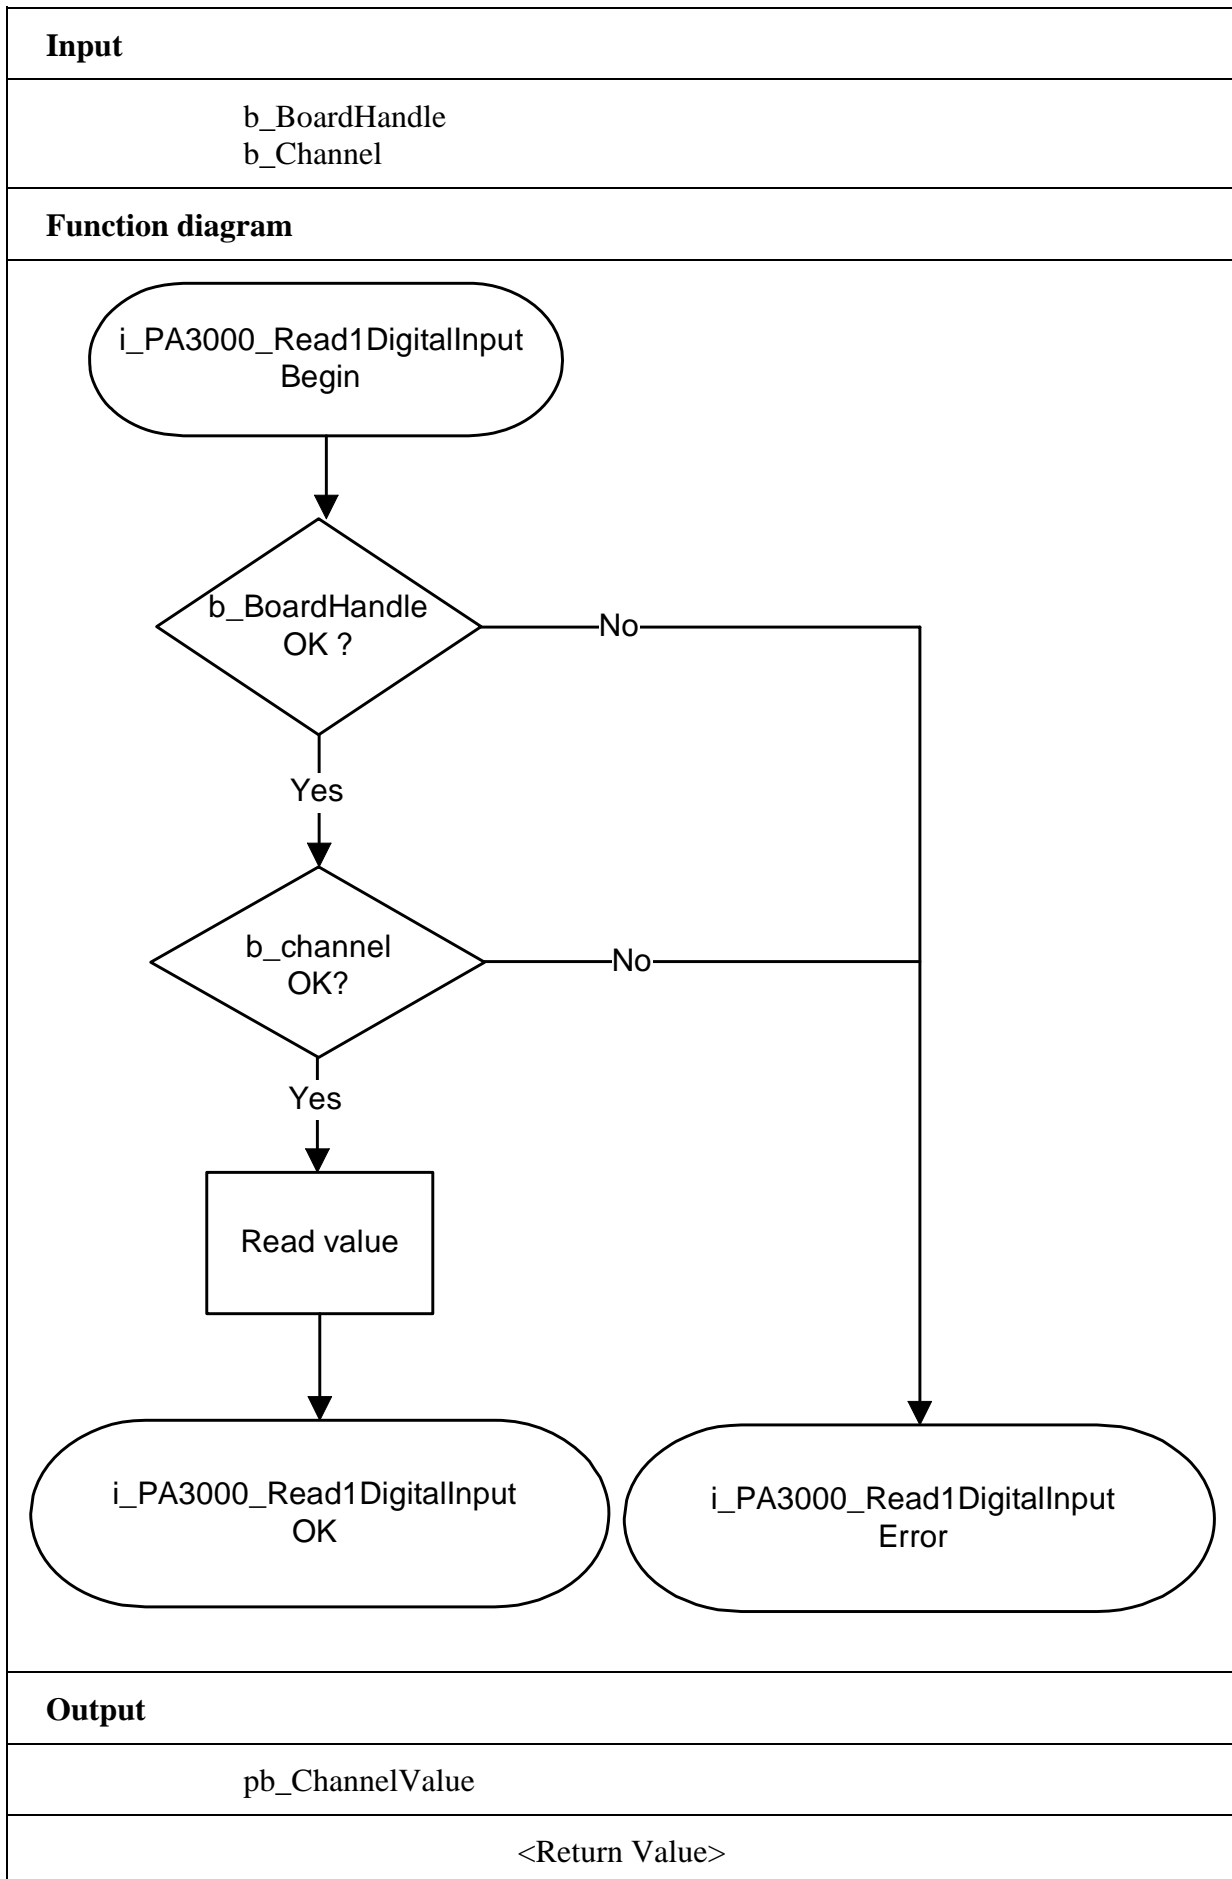 Input
b_BoardHandle
b_Channel
Function diagram
i_PA3000_Read1DigitalInput
Begin
b_BoardHandle
OK ?
No
Yes
b_channel
OK?
No
Yes
Read value
i_PA3000_Read1DigitalInput
OK
i_PA3000_Read1DigitalInput
Error
Output
pb_ChannelValue
<Return Value>